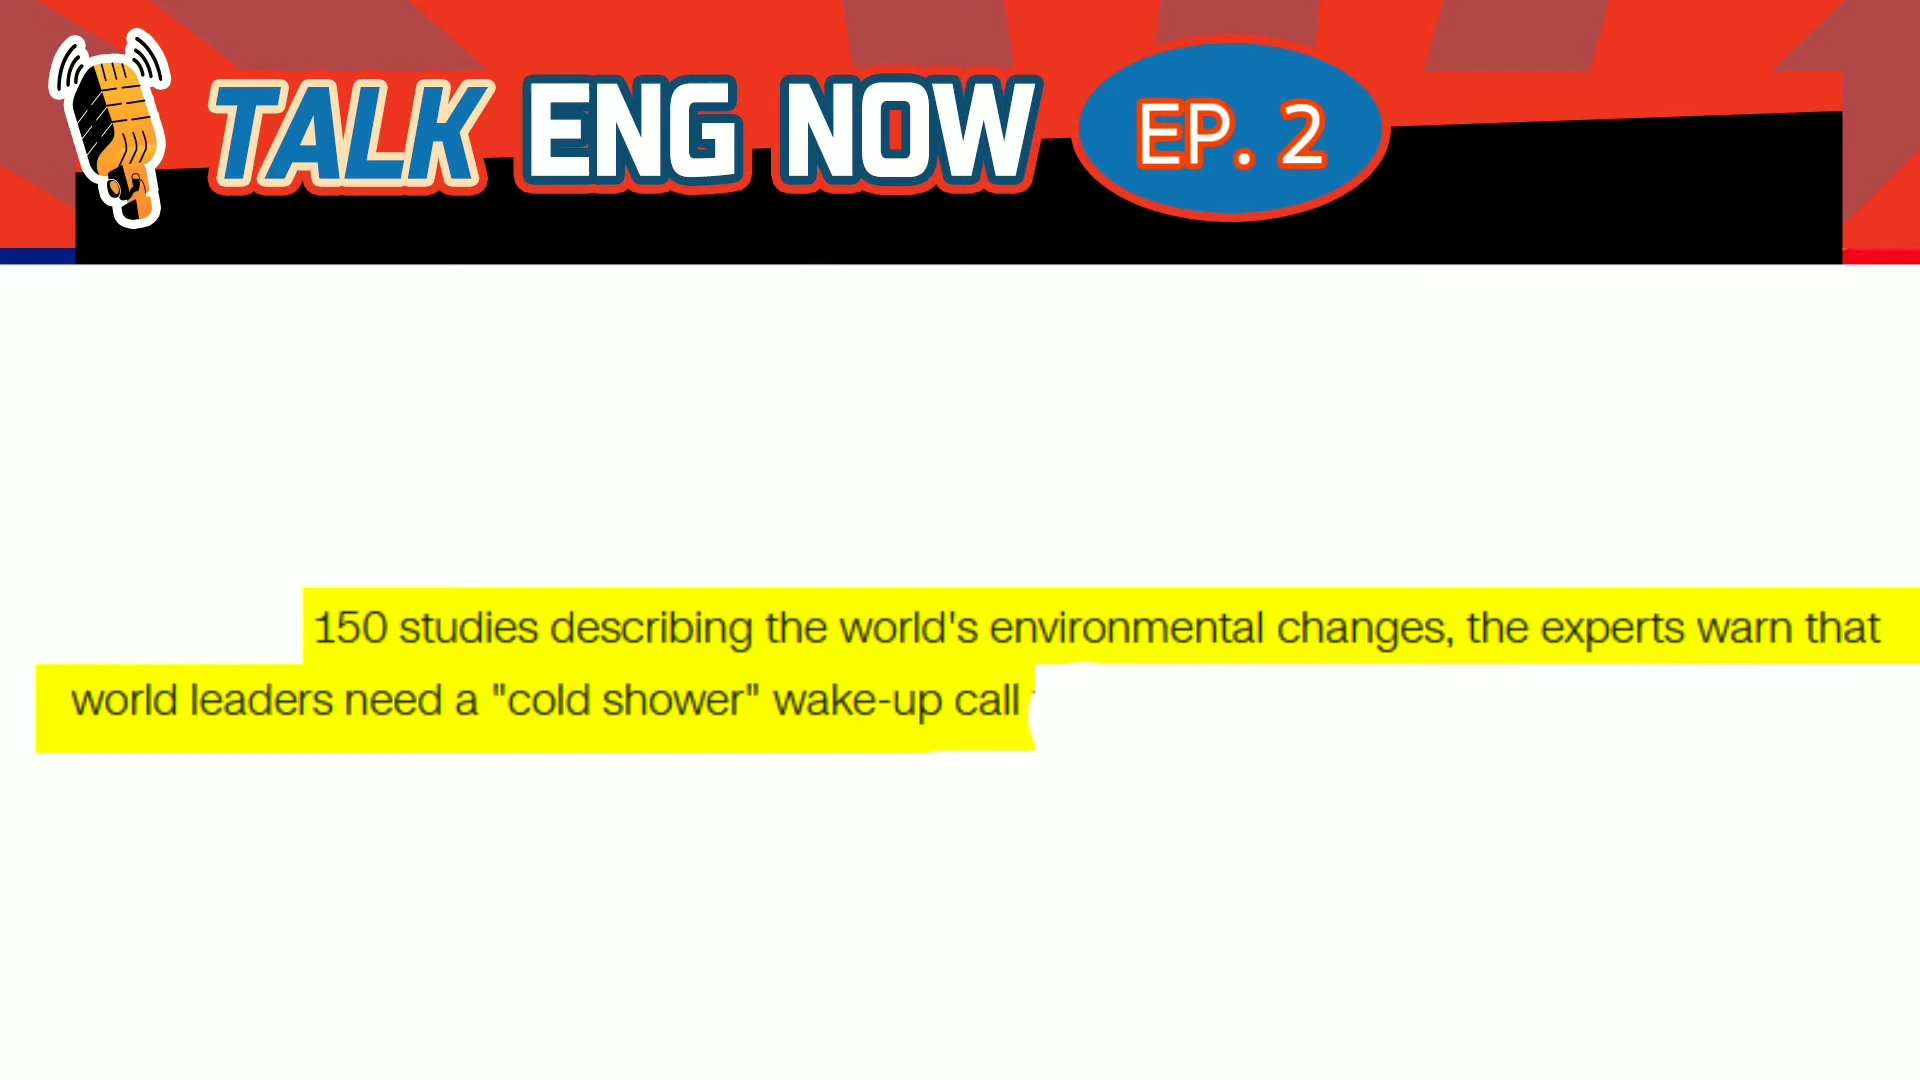 TALK ENG NOW EP. 2
150 studies describing the world's environmental changes, the experts warn that
world leaders need a "cold shower" wake-up call